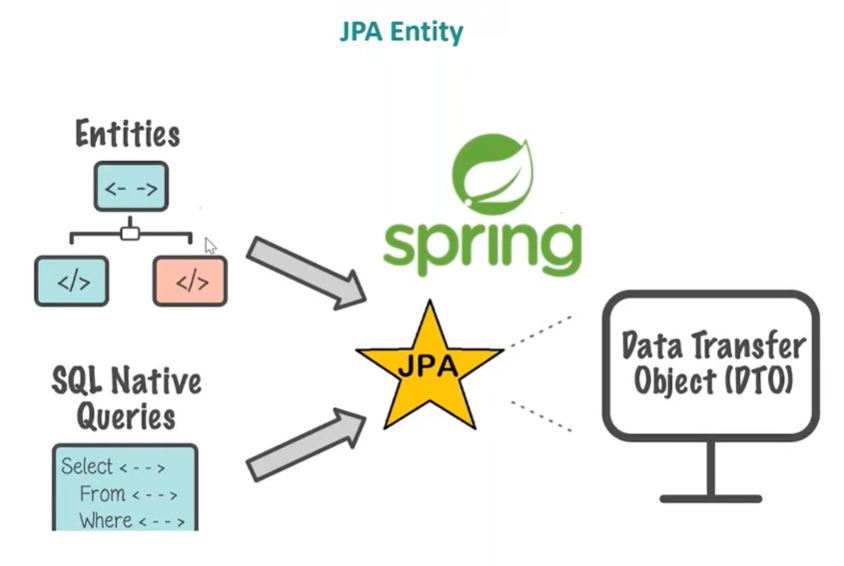 JPA Entity
Entities
<- ->
</>
</>
spring
JPA
Data Transfer
Object (DTO)
SQL Native
Queries
Select < - - >
From < - - >
Where < - - >